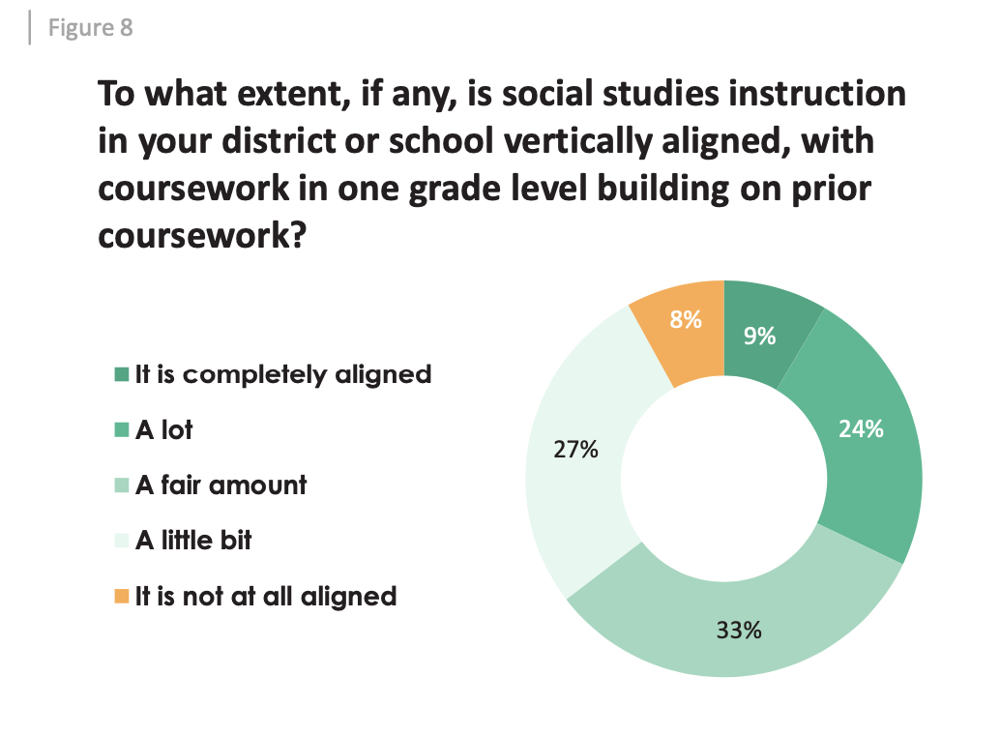 Figure 8
To what extent, if any, is social studies instruction
in your district or school vertically aligned, with
coursework in one grade level building on prior
coursework?
It is completely aligned
A lot
A fair amount
A little bit
It is not at all aligned
8%
9%
24%
27%
33%